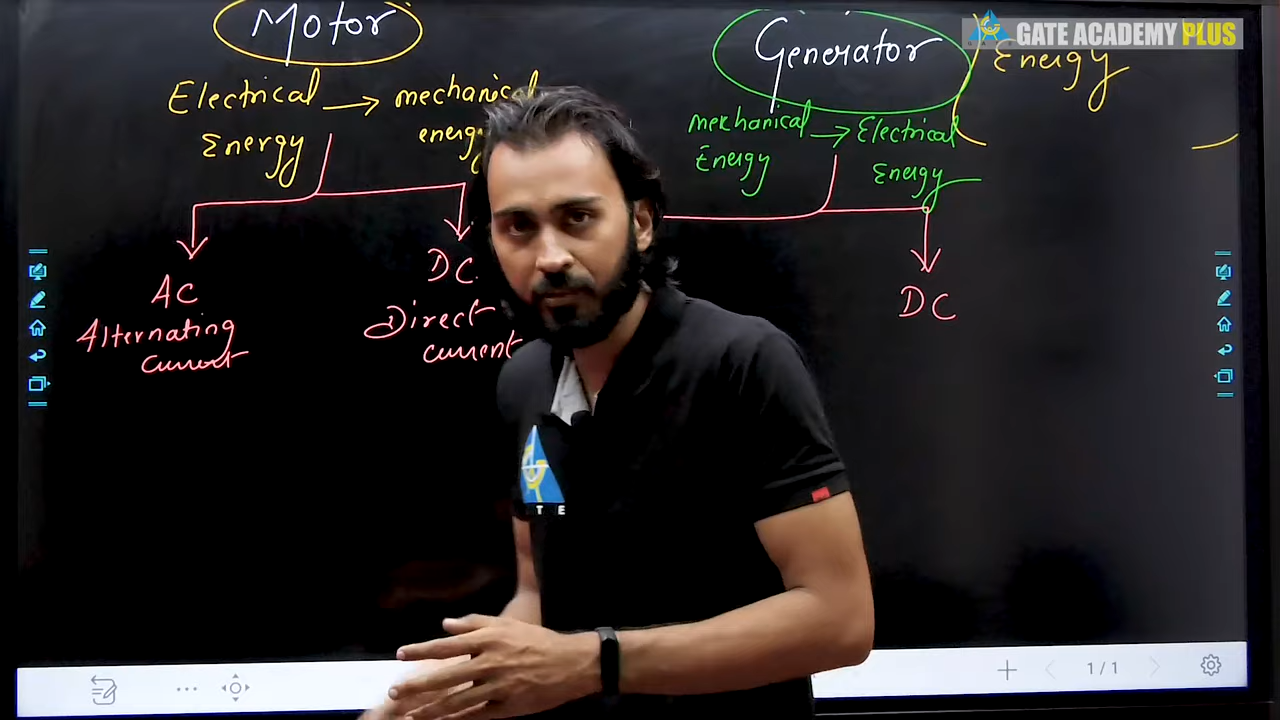 Motor
Electrical → mechanical
Energy energy
AC
Alternating
current
DC
Direct
current
Generator
mechanical → Electrical
Energy Energy
DC
Energy
GATE ACADEMY PLUS
T E
1/1